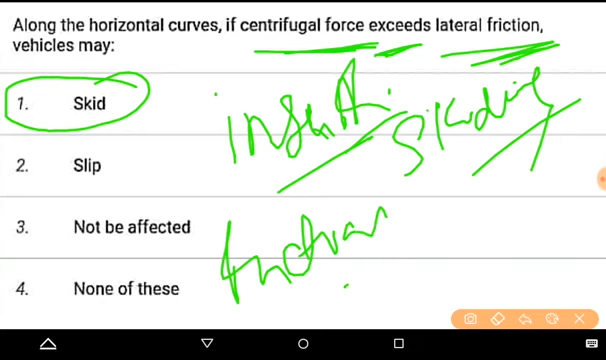 Along the horizontal curves, if centrifugal force exceeds lateral friction,
vehicles may:
1. Skid
2. Slip
3. Not be affected
4. None of these